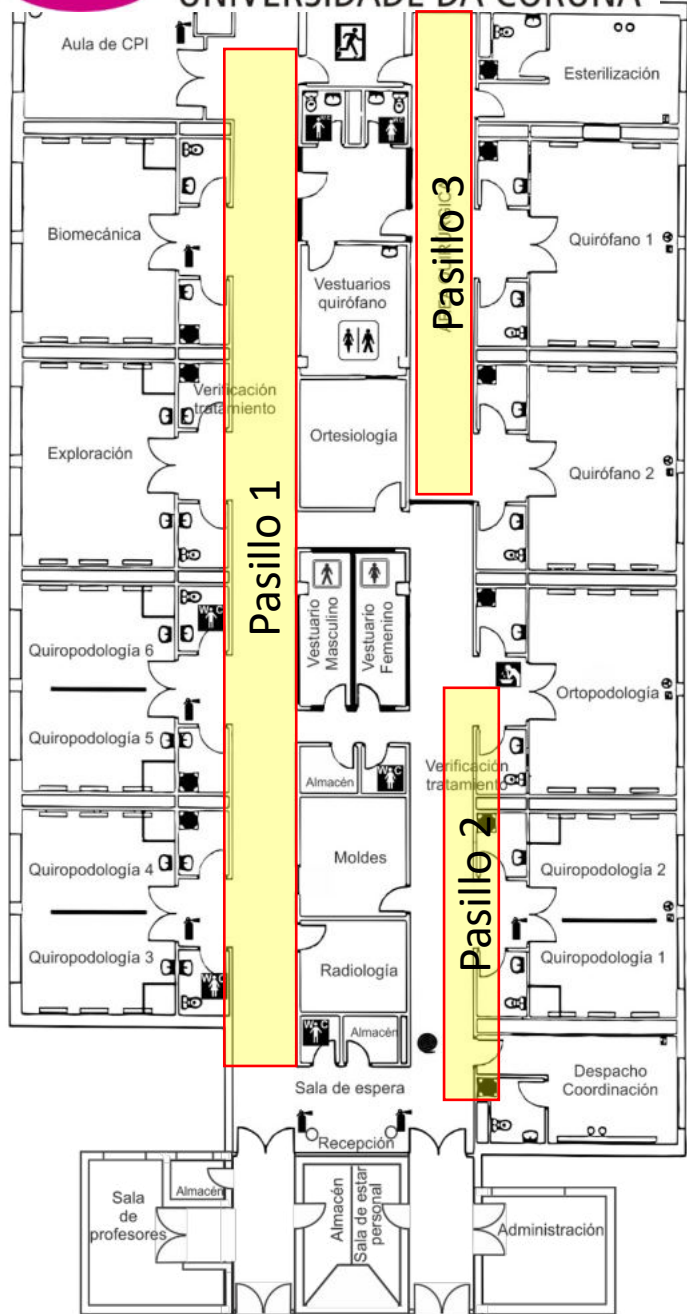 UNIVERSIDADE DA CORUÑA
Aula de CPI
Esterilización
Biomecánica
Vestuarios
quirófano
Pasillo 3
Quirófano 1
Verificación
tratamiento
Exploración
Pasillo 1
Ortesiología
Quirófano 2
W C
Quiropodología 6
Quiropodología 5
Vestuario
Masculino
Vestuario
Femenino
Ortopodología
Almacén
W C
Verificación
tratamiento
Quiropodología 4
Quiropodología 3
Moldes
Pasillo 2
Quiropodología 2
Quiropodología 1
W C
Radiología
W C
Almacén
Sala de espera
Despacho
Coordinación
Recepción
Sala
de
profesores
Almacén
Almacén
Sala de estar
personal
Administración